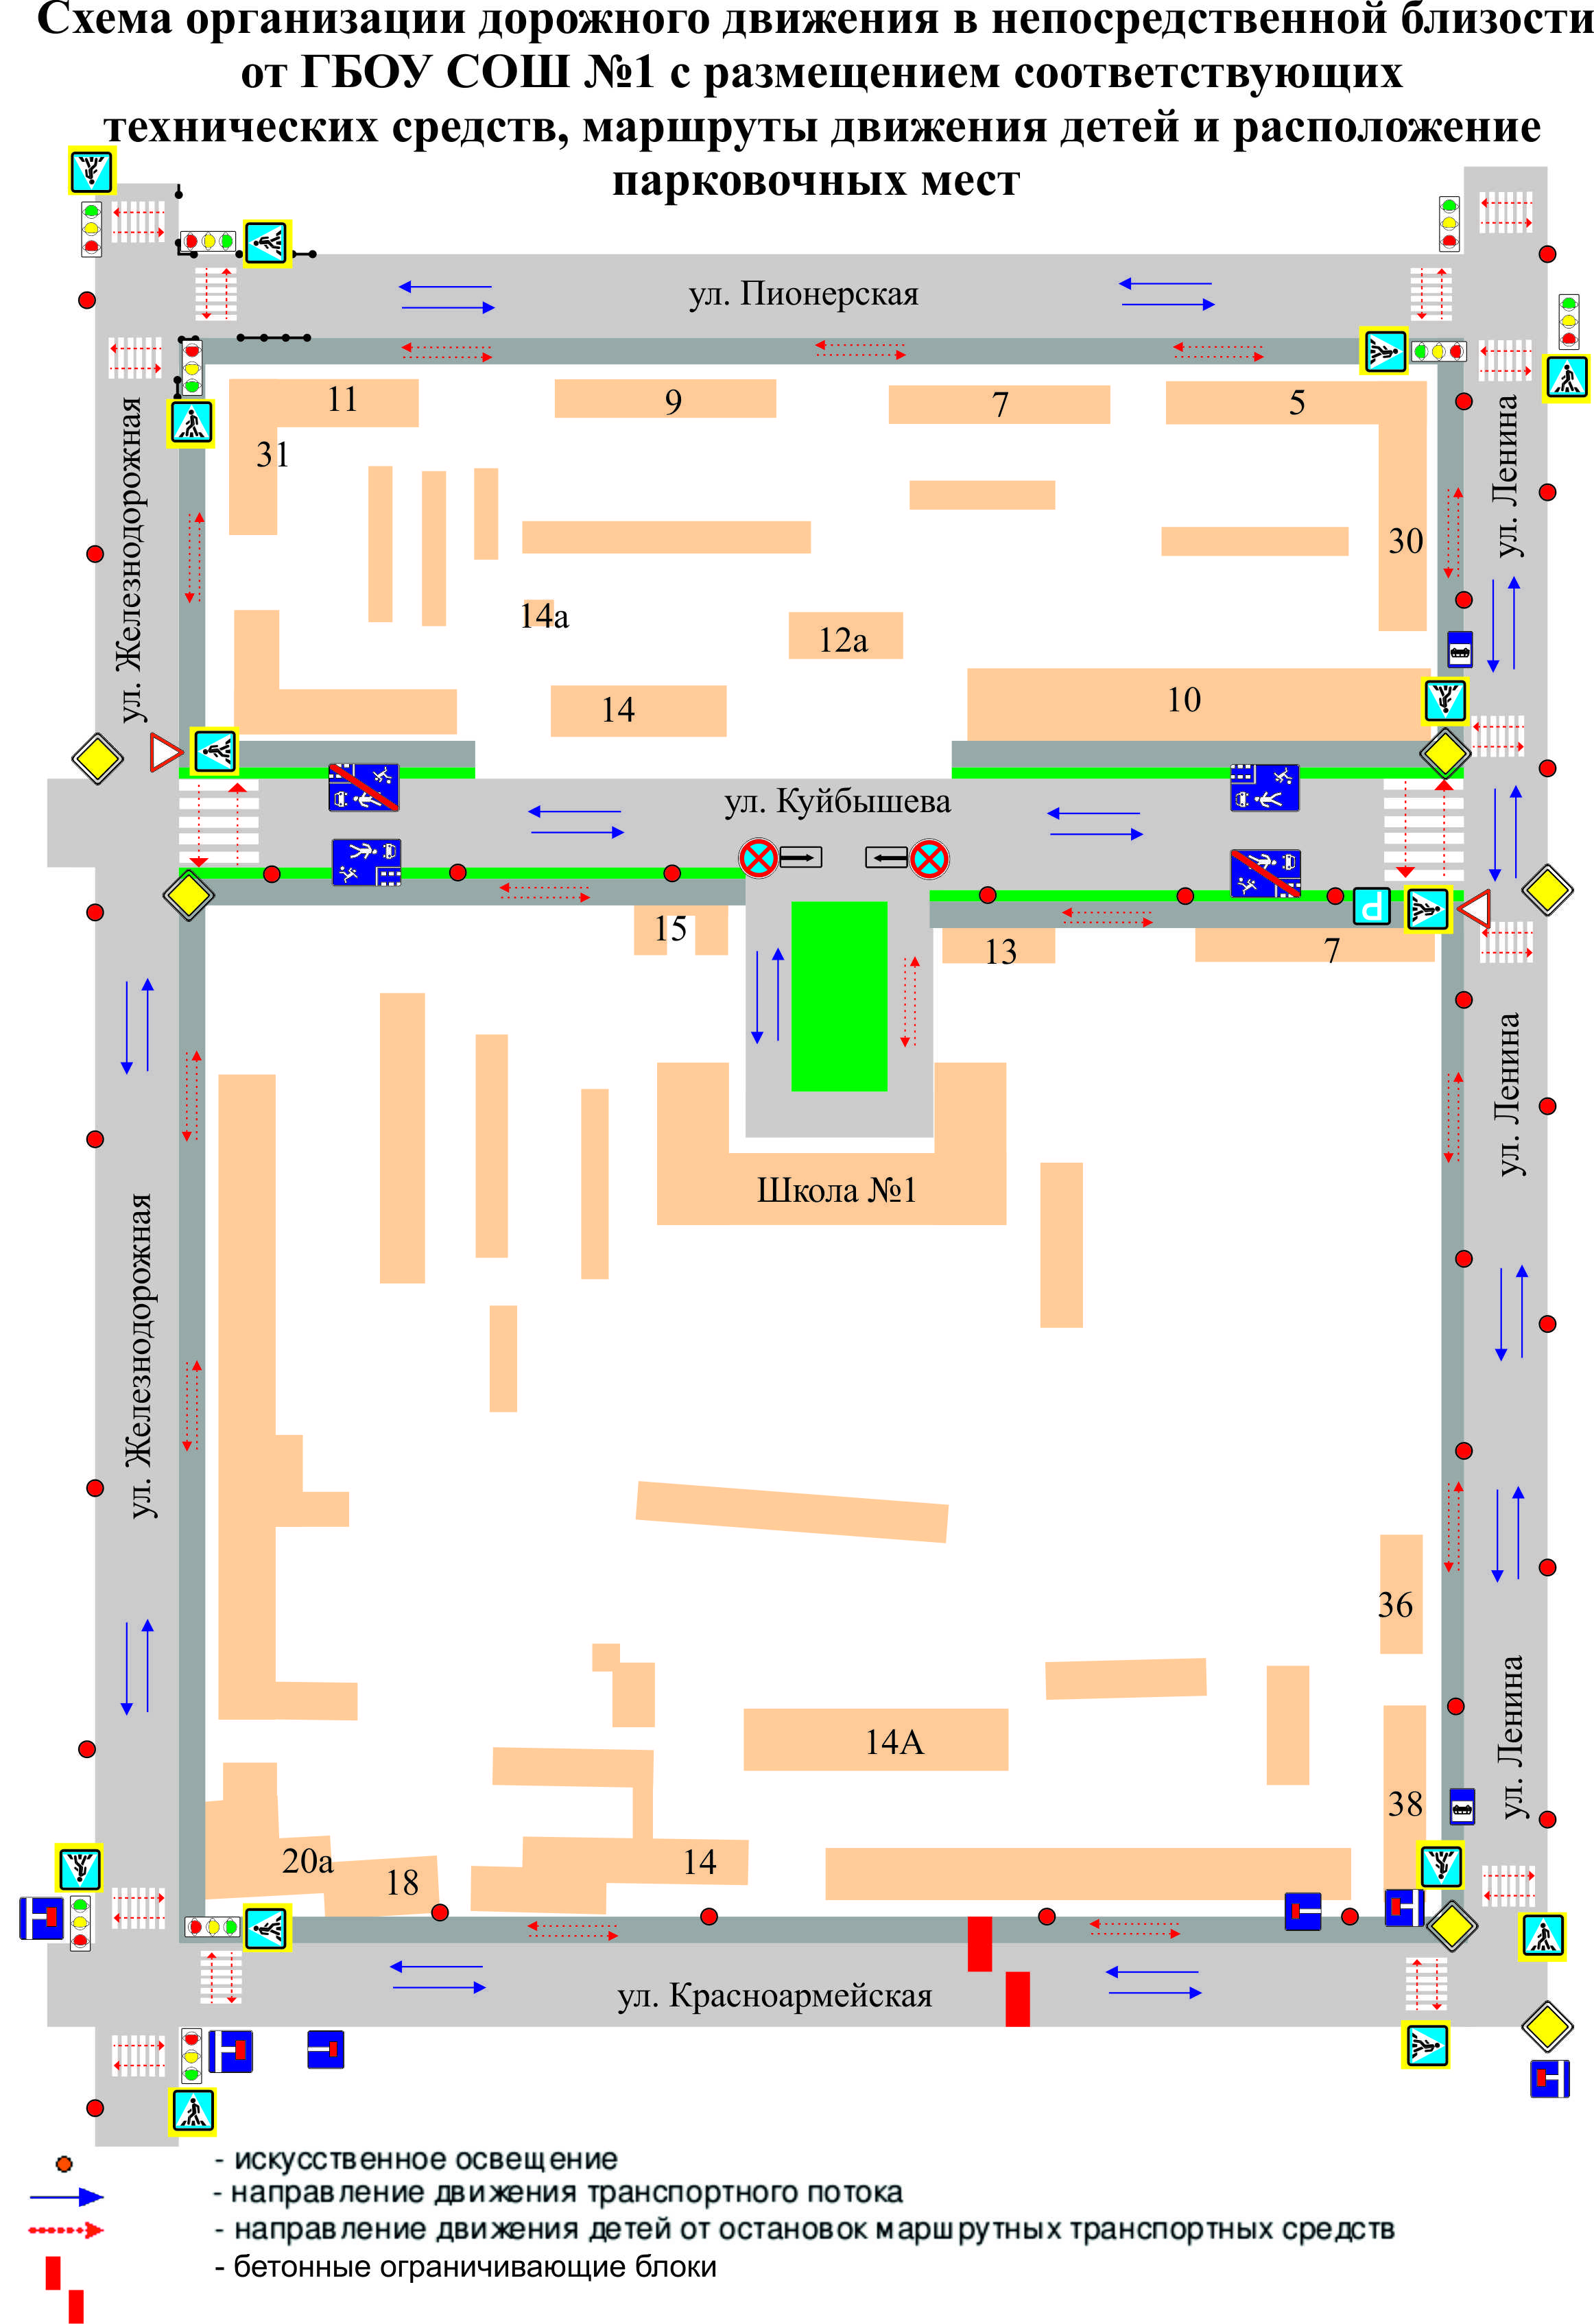 Схема организации дорожного движения в непосредственной близости
от ГБОУ СОШ №1 с размещением соответствующих
технических средств, маршруты движения детей и расположение
парковочных мест
ул. Пионерская
11
9
7
5
31
ул. Железнодорожная
ул. Ленина
30
14а
12а
14
10
ул. Куйбышева
P
15
13
7
ул. Ленина
Школа №1
ул. Железнодорожная
36
ул. Ленина
14А
38
20а
18
14
ул. Красноармейская
- искусственное освещение
- направление движения транспортного потока
- направление движения детей от остановок маршрутных транспортных средств
- бетонные ограничивающие блоки